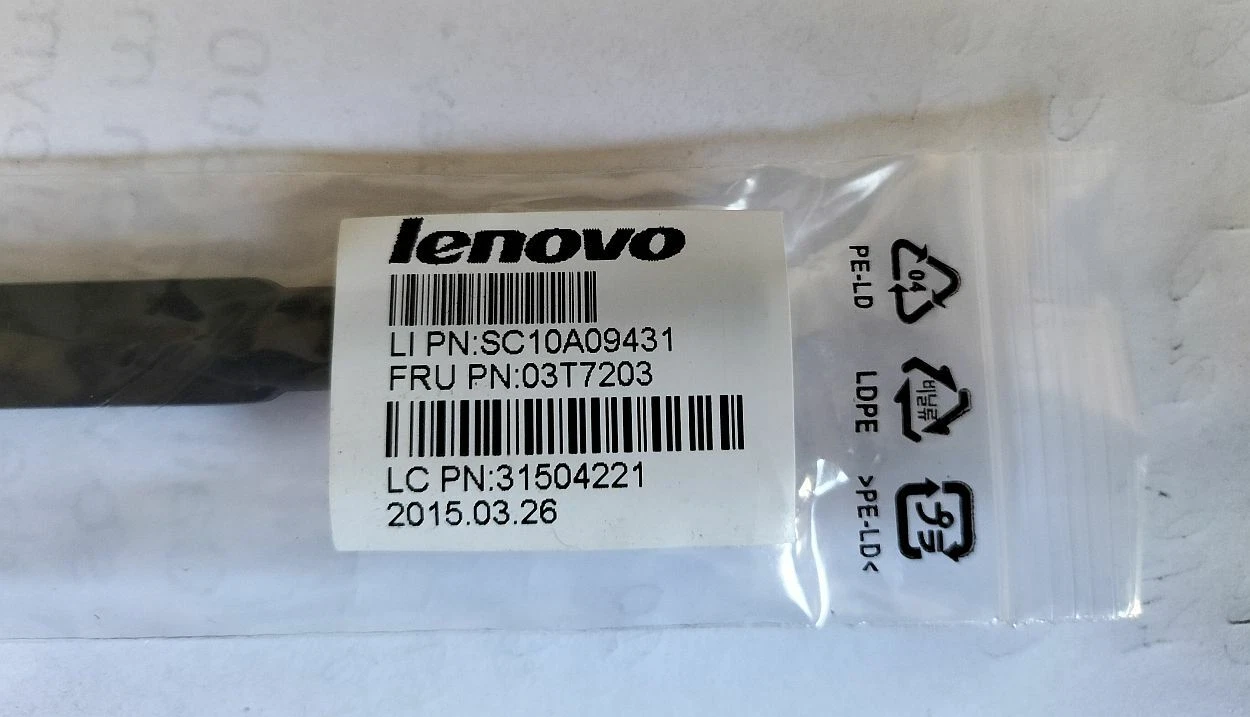 lenovo
LI PN:SC10A09431
FRU PN:03T7203
LC PN:31504221
2015.03.26
04
PE-LD
비닐류
LDPE
プラ
>PE-LD<